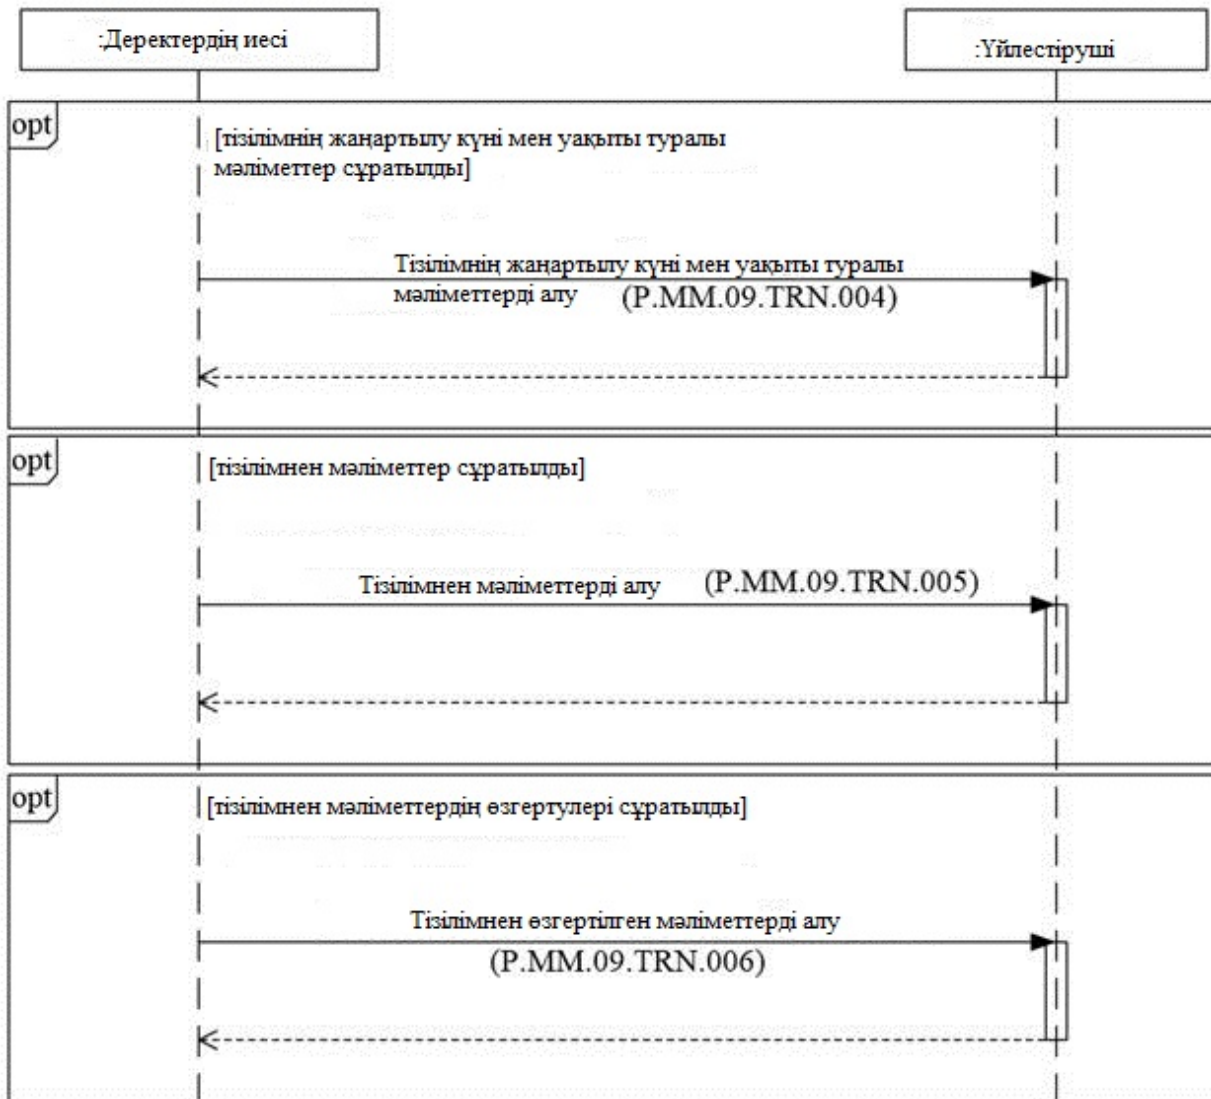 :Деректердің иесі
:Үйлестіруші
opt
[тізілімнің жаңартылу күні мен уақыты туралы
мәліметтер сұратылды]
Тізілімнің жаңартылу күні мен уақыты туралы
мәліметтерді алу (P.MM.09.TRN.004)
opt
[тізілімнен мәліметтер сұратылды]
Тізілімнен мәліметтерді алу (P.MM.09.TRN.005)
opt
[тізілімнен мәліметтердің өзгертулері сұратылды]
Тізілімнен өзгертілген мәліметтерді алу
(P.MM.09.TRN.006)